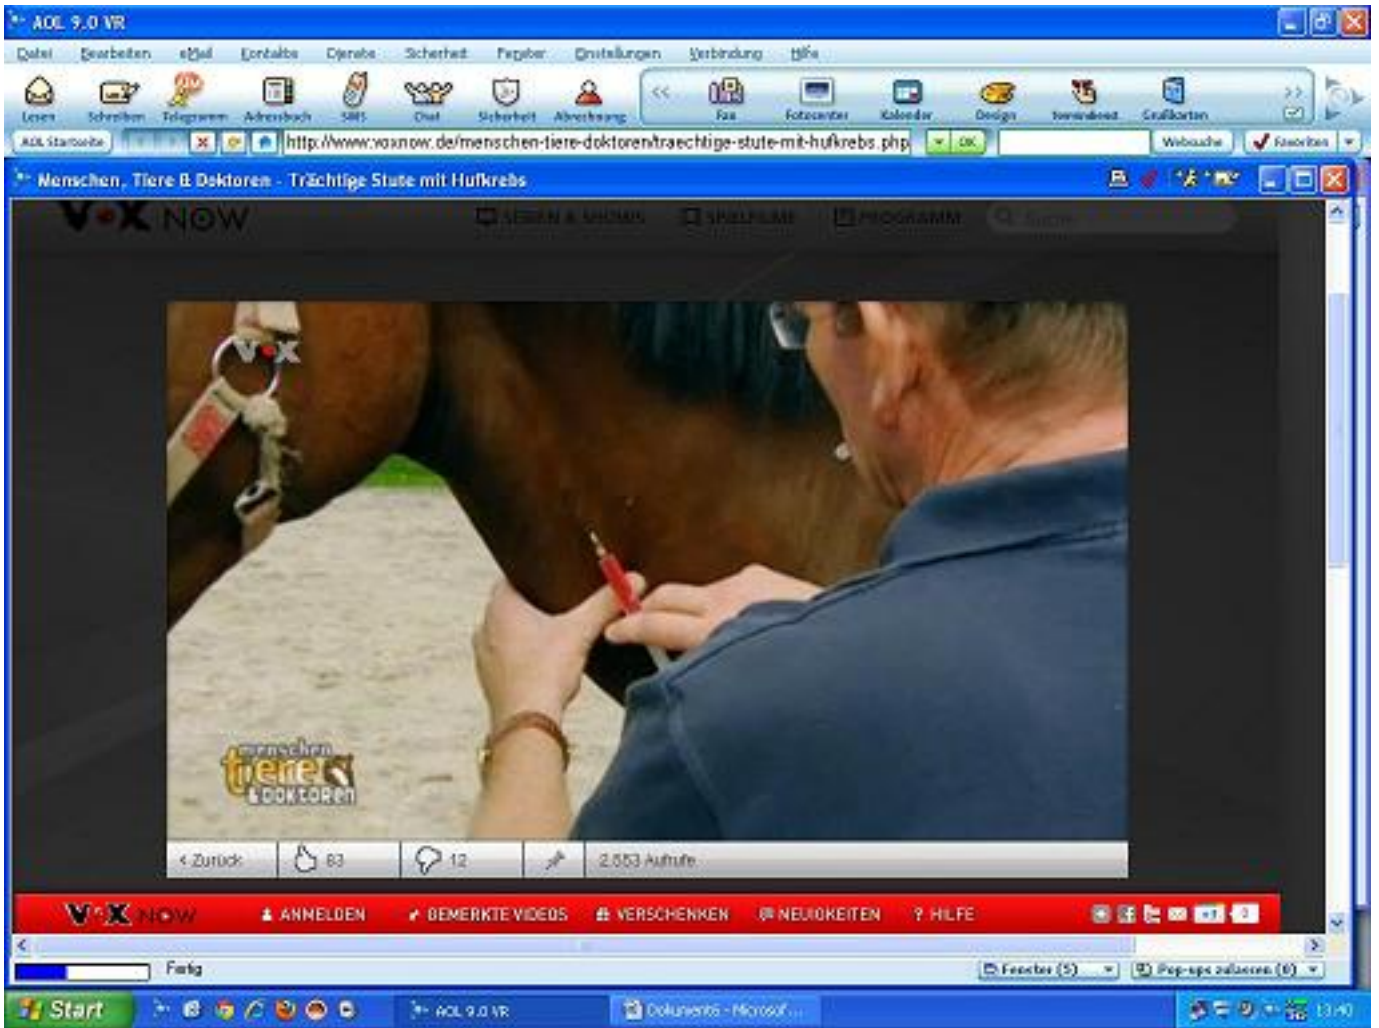 AOL 9.0 VR
Datei Bearbeiten eMail Kontakte Dienste Sicherheit Fenster Einstellungen Verbindung Hilfe
Lesen Schreiben Telegramm Adressbuch SMS Chat Sicherheit Abrechnung Fax Fotocenter Kalender Design Grußkarten
AOL Startseite http://www.voxnow.de/menschen-tiere-doktoren/traechtige-stute-mit-hufkrebs.php OK Websuche Favoriten
Menschen, Tiere & Doktoren - Trächtige Stute mit Hufkrebs
VOX NOW SERIEN & SHOWS SPIELFILME PROGRAMM Suche
VOX
menschen
tiere
& DOKTOREN
< Zurück 83 12 2.553 Aufrufe
VOX NOW ANMELDEN GEMERKTE VIDEOS VERSCHENKEN NEUIGKEITEN ? HILFE
Fertig Fenster (5) Pop-ups zulassen (0)
Start AOL 9.0 VR Dokument6 - Microsof... 13:40